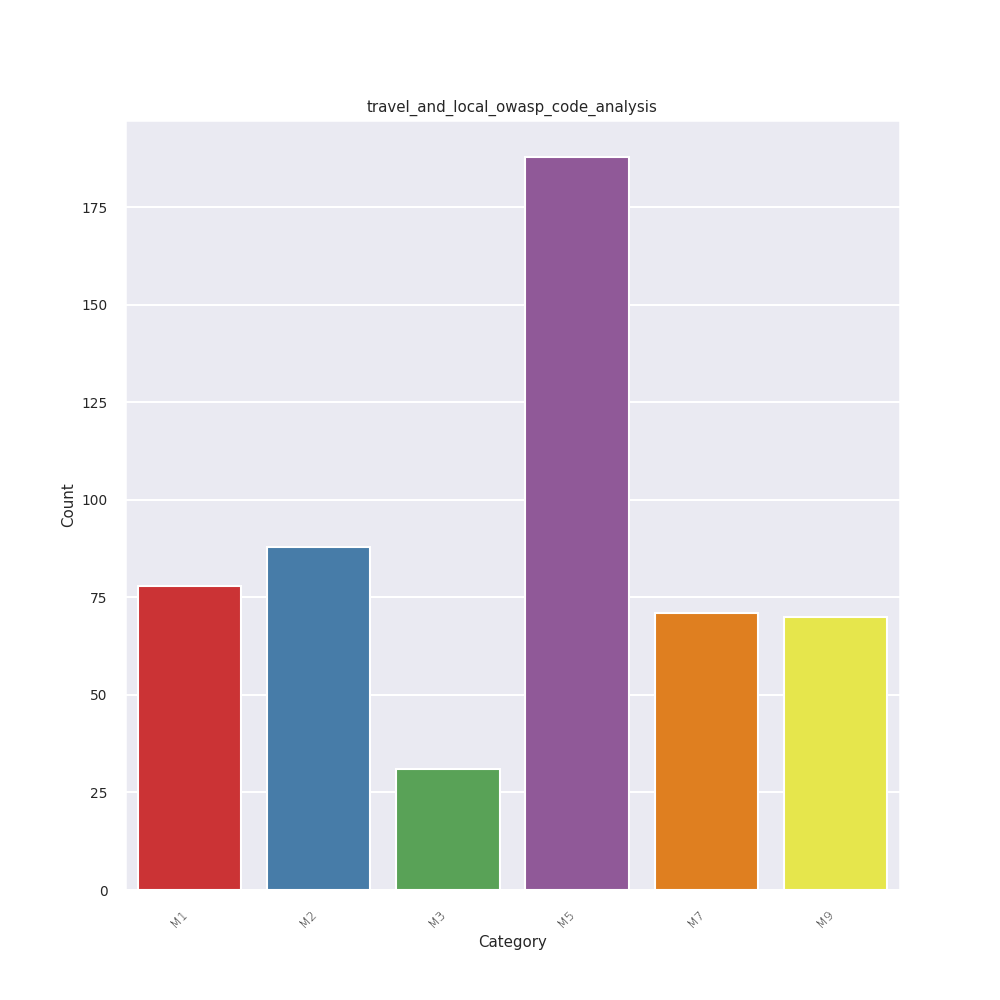 travel_and_local_owasp_code_analysis
175
150
125
100
75
50
25
0
Count
M1
M2
M3
M5
M7
M9
Category